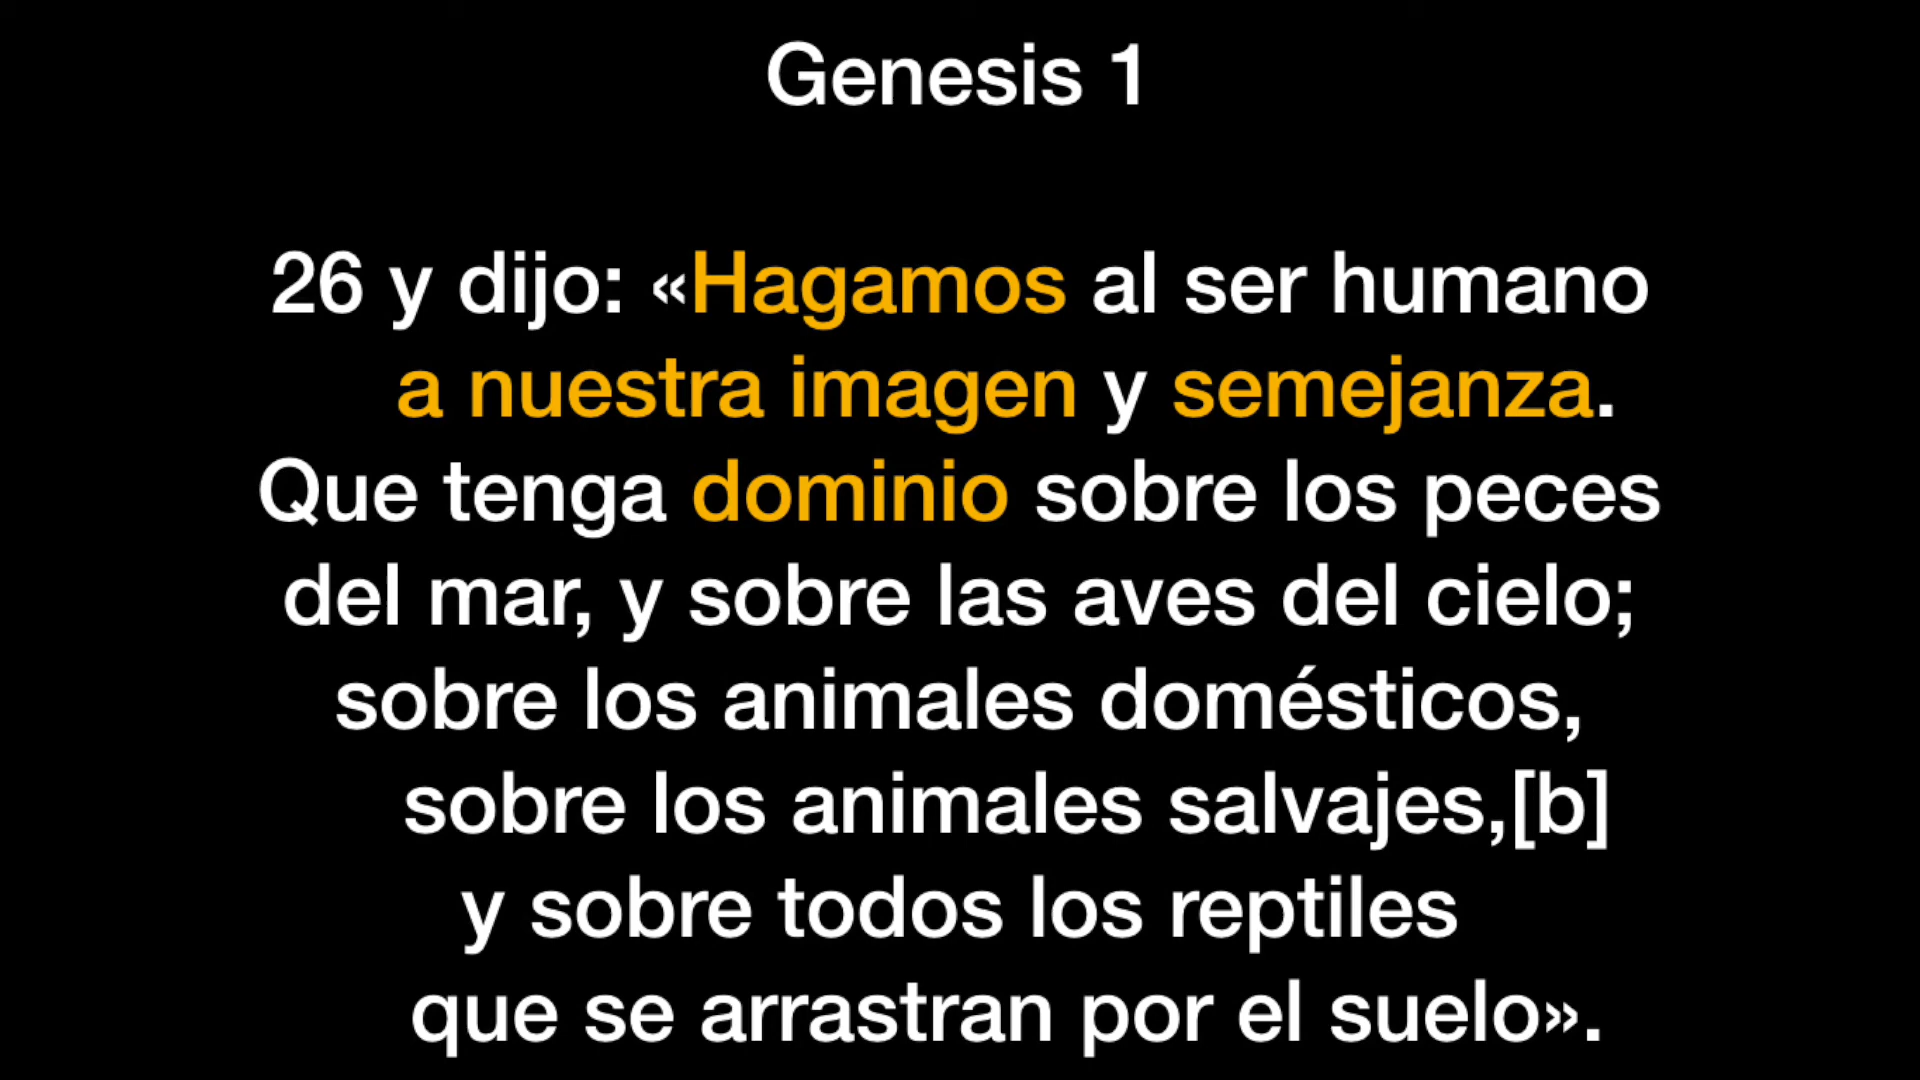 Genesis 1
26 y dijo: «Hagamos al ser humano
a nuestra imagen y semejanza.
Que tenga dominio sobre los peces
del mar, y sobre las aves del cielo;
sobre los animales domésticos,
sobre los animales salvajes,[b]
y sobre todos los reptiles
que se arrastran por el suelo».